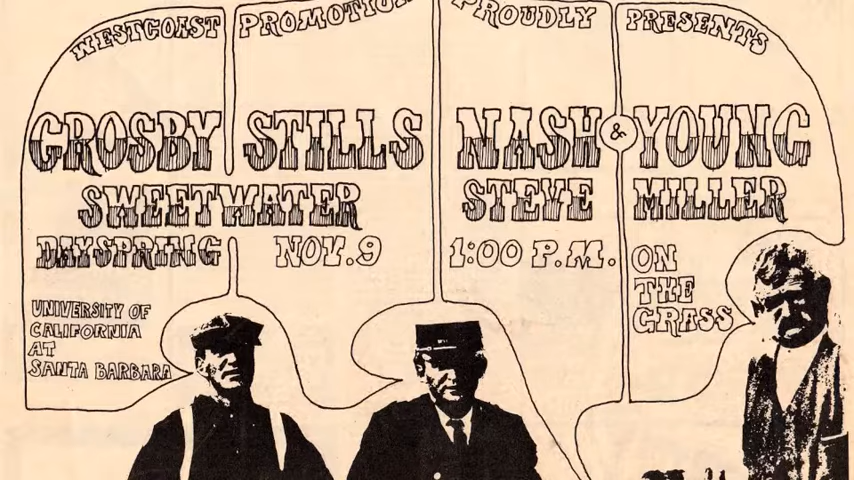 WESTCOAST PROMOTION PROUDLY PRESENTS
CROSBY STILLS NASH & YOUNG
SWEETWATER STEVE MILLER
DAYSPRING NOV. 9 1:00 P.M. ON
THE
GRASS
UNIVERSITY OF
CALIFORNIA
AT
SANTA BARBARA